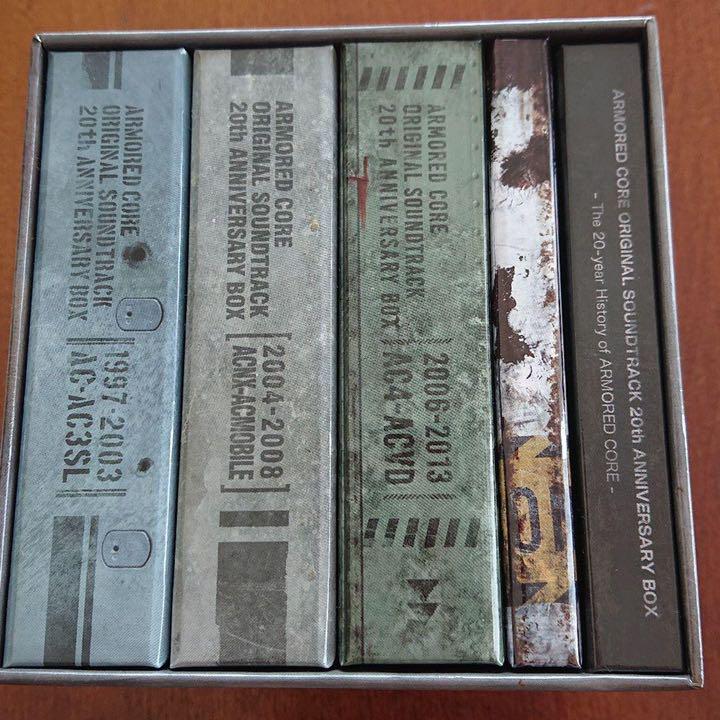 ARMORED CORE
ORIGINAL SOUNDTRACK
20th ANNIVERSARY BOX
1997-2003
AC-AC3SL
ARMORED CORE
ORIGINAL SOUNDTRACK
20th ANNIVERSARY BOX
2004-2008
ACNX-ACMOBILE
ARMORED CORE
ORIGINAL SOUNDTRACK
20th ANNIVERSARY BOX
2006-2013
AC4-ACVD
ARMORED CORE ORIGINAL SOUNDTRACK 20th ANNIVERSARY BOX
- The 20-year History of ARMORED CORE -